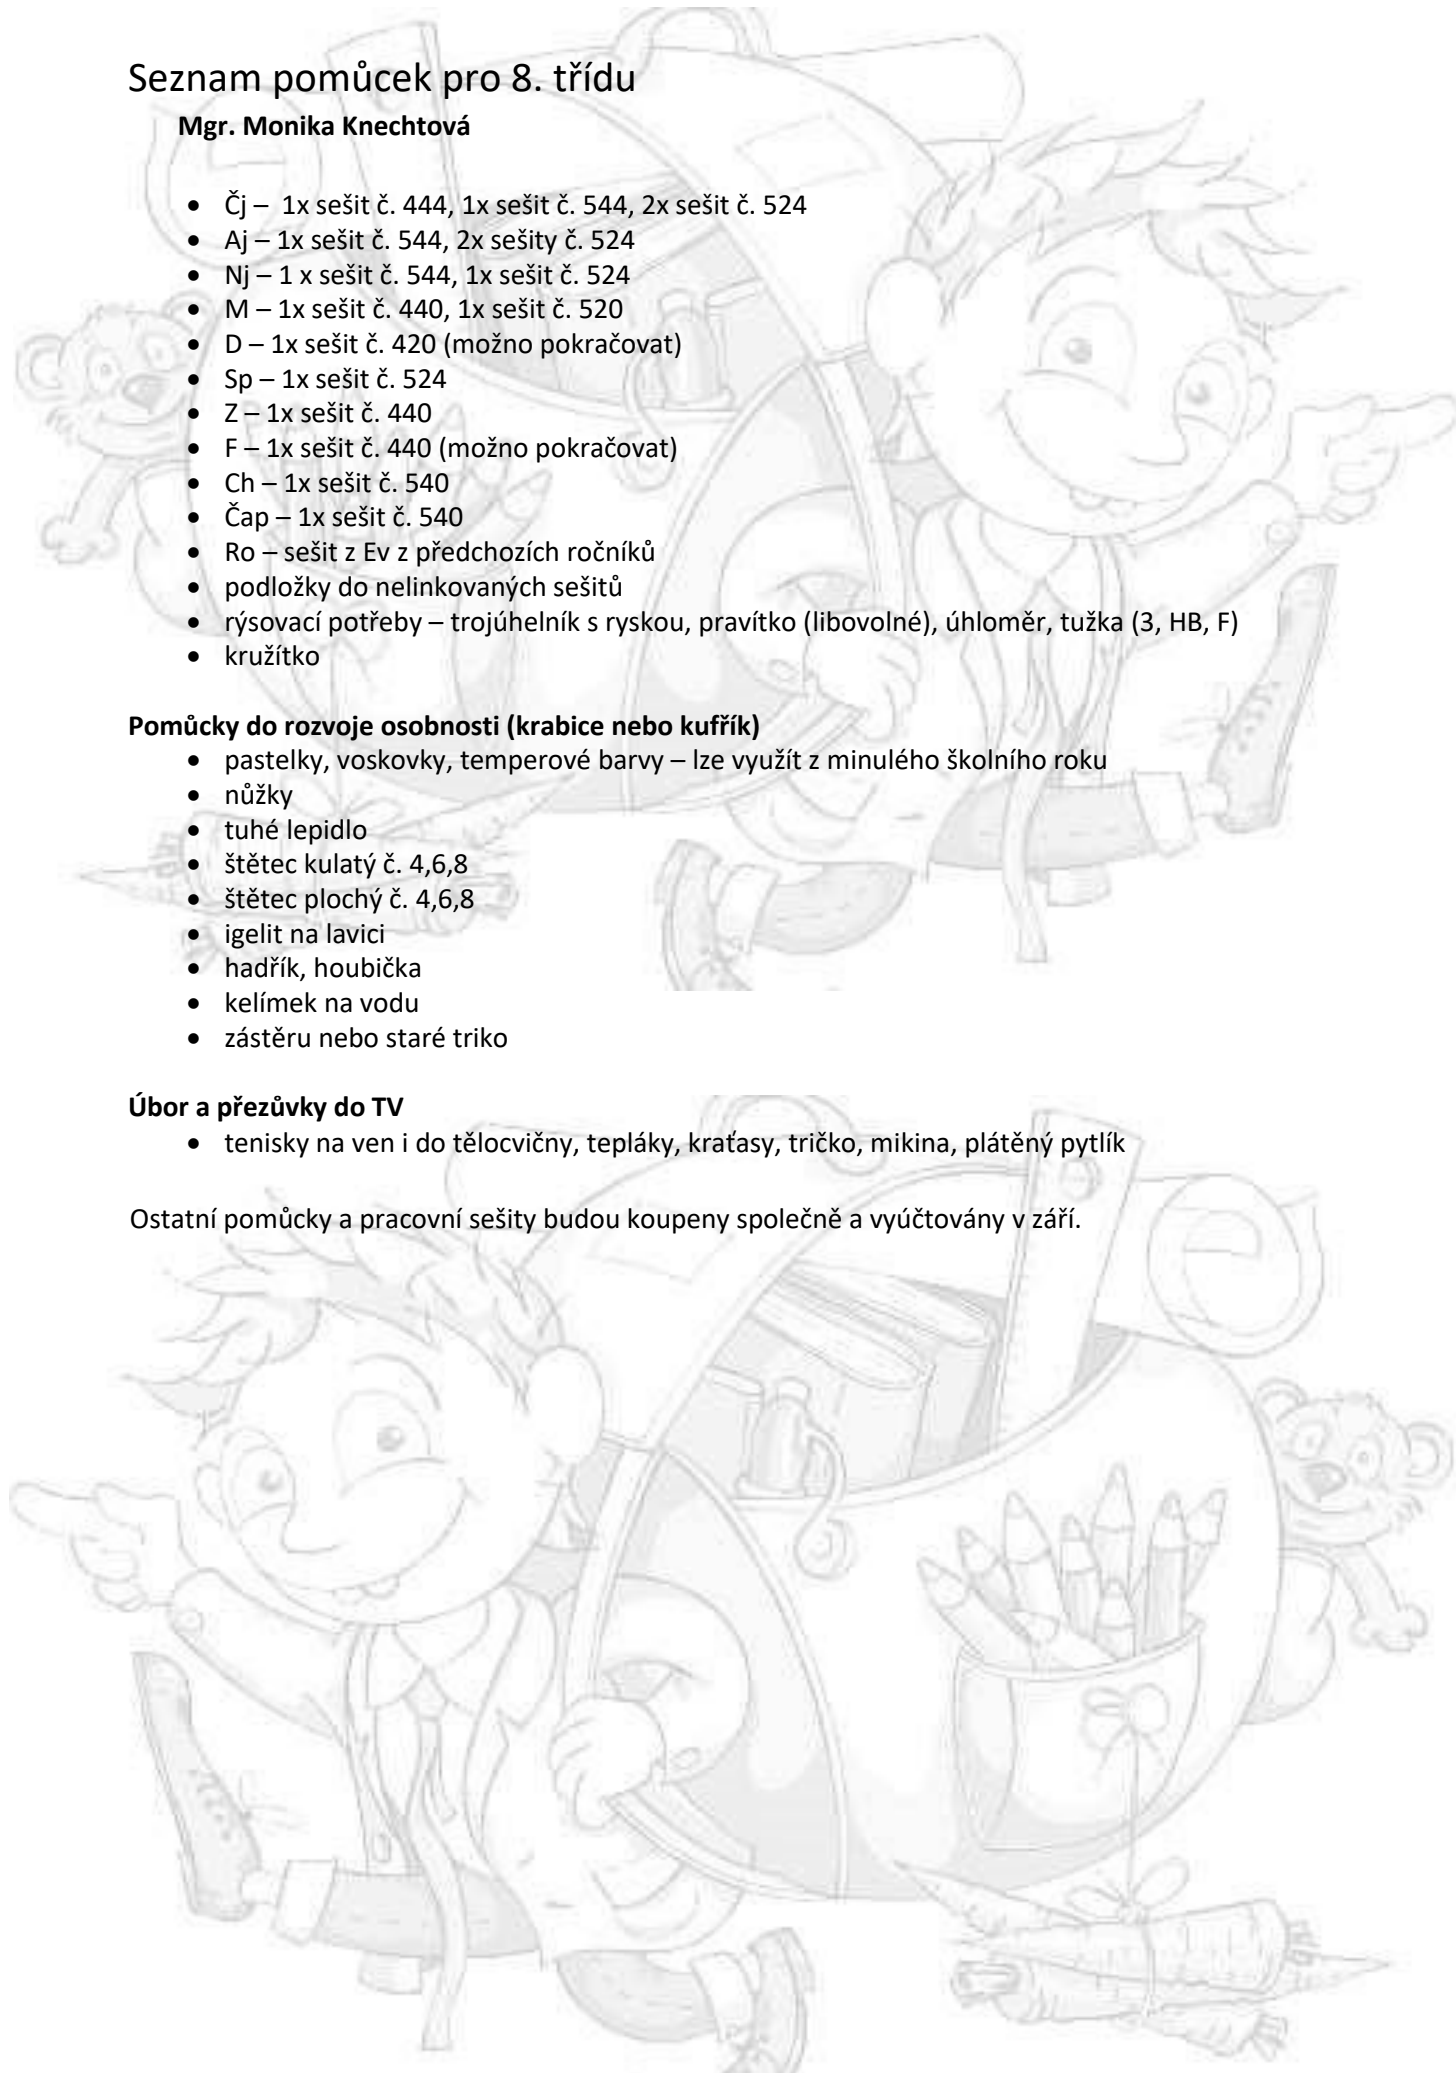 Seznam pomůcek pro 8. třídu
Mgr. Monika Knechtová
• Čj – 1x sešit č. 444, 1x sešit č. 544, 2x sešit č. 524
• Aj – 1x sešit č. 544, 2x sešity č. 524
• Nj – 1 x sešit č. 544, 1x sešit č. 524
• M – 1x sešit č. 440, 1x sešit č. 520
• D – 1x sešit č. 420 (možno pokračovat)
• Sp – 1x sešit č. 524
• Z – 1x sešit č. 440
• F – 1x sešit č. 440 (možno pokračovat)
• Ch – 1x sešit č. 540
• Čap – 1x sešit č. 540
• Ro – sešit z Ev z předchozích ročníků
• podložky do nelinkovaných sešitů
• rýsovací potřeby – trojúhelník s ryskou, pravítko (libovolné), úhloměr, tužka (3, HB, F)
• kružítko
Pomůcky do rozvoje osobnosti (krabice nebo kufřík)
• pastelky, voskovky, temperové barvy – lze využít z minulého školního roku
• nůžky
• tuhé lepidlo
• štětec kulatý č. 4,6,8
• štětec plochý č. 4,6,8
• igelit na lavici
• hadřík, houbička
• kelímek na vodu
• zástěru nebo staré triko
Úbor a přezůvky do TV
• tenisky na ven i do tělocvičny, tepláky, kraťasy, tričko, mikina, plátěný pytlík
Ostatní pomůcky a pracovní sešity budou koupeny společně a vyúčtovány v září.